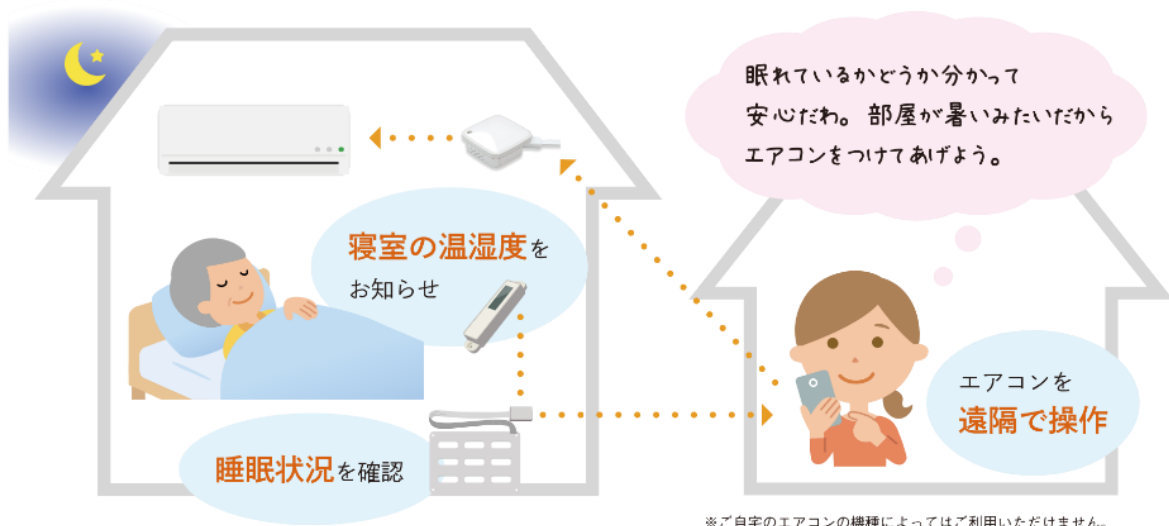 眠れているかどうか分かって
安心だわ。部屋が暑いみたいだから
エアコンをつけてあげよう。
寝室の温湿度を
お知らせ
エアコンを
遠隔で操作
睡眠状況を確認
※ご自宅のエアコンの機種によってはご利用いただけません。